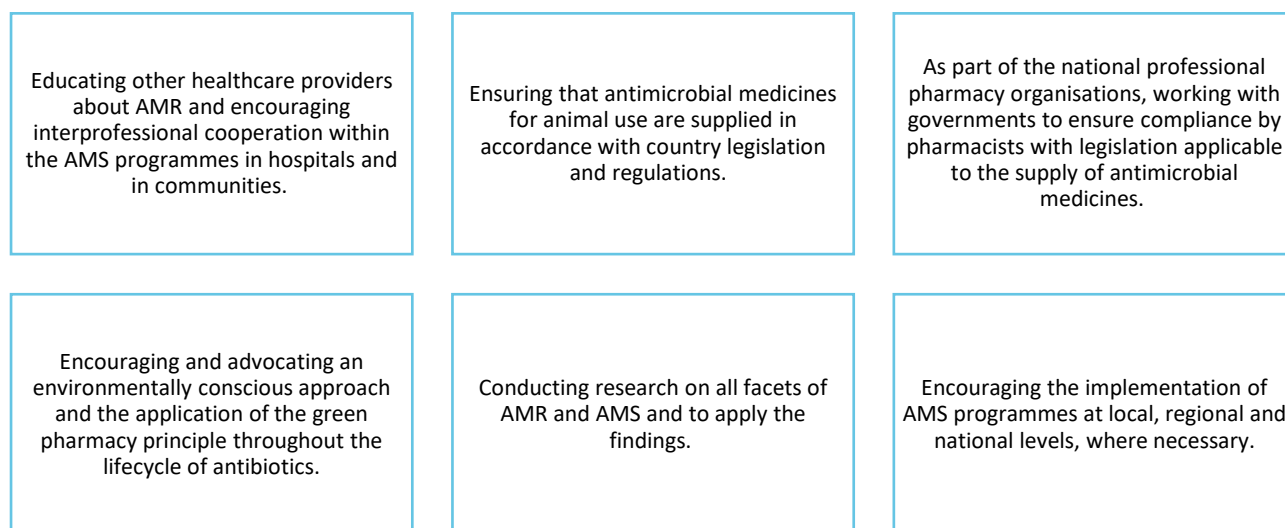 Educating other healthcare providers
about AMR and encouraging
interprofessional cooperation within
the AMS programmes in hospitals and
in communities.
Ensuring that antimicrobial medicines
for animal use are supplied in
accordance with country legislation
and regulations.
As part of the national professional
pharmacy organisations, working with
governments to ensure compliance by
pharmacists with legislation applicable
to the supply of antimicrobial
medicines.
Encouraging and advocating an
environmentally conscious approach
and the application of the green
pharmacy principle throughout the
lifecycle of antibiotics.
Conducting research on all facets of
AMR and AMS and to apply the
findings.
Encouraging the implementation of
AMS programmes at local, regional and
national levels, where necessary.